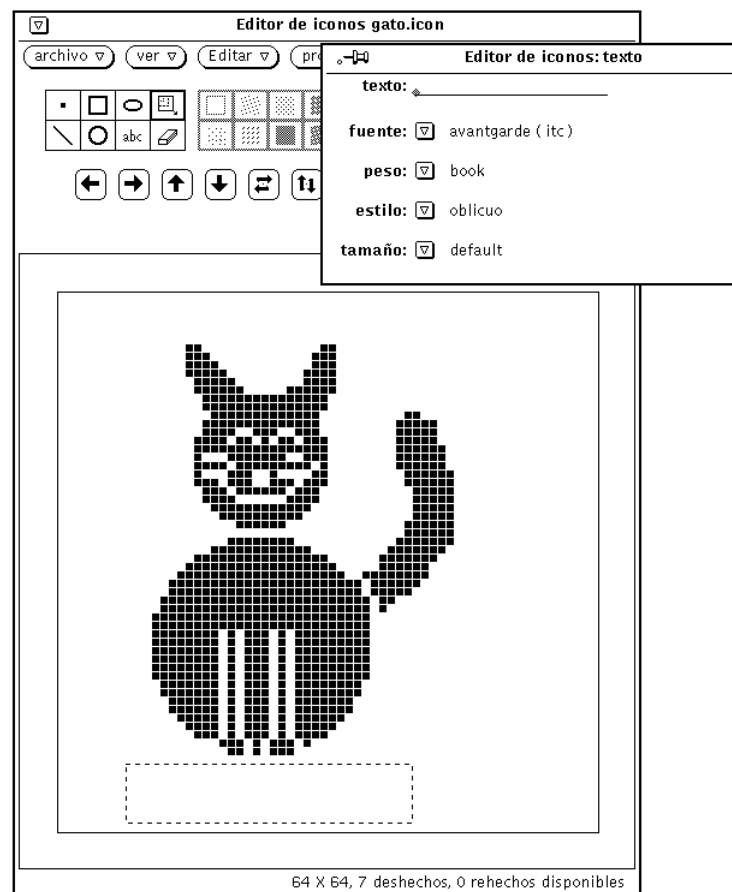 Editor de iconos gato.icon
archivo ver Editar
Editor de iconos: texto
texto:
abc
fuente: avantgarde ( itc )
peso: book
estilo: oblicuo
tamaño: default
64 X 64, 7 deshechos, 0 rehechos disponibles